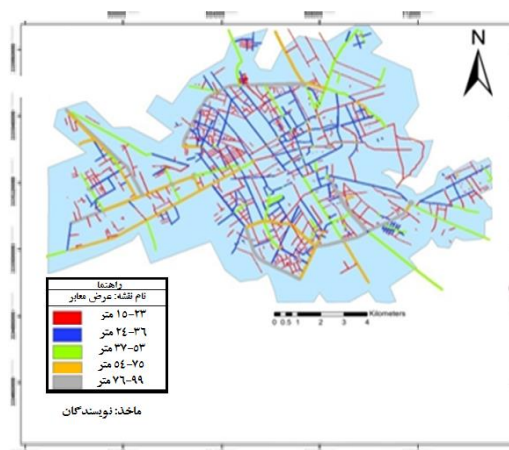 N
Kilometers
0 0.5 1 2 3 4
راهنما
نام نقشه: عرض معابر
۱۵-۲۳ متر
۲۴-۳۶ متر
۳۷-۵۳ متر
۵۴-۷۵ متر
۷۶-۹۹ متر
ماخذ: نویسندگان